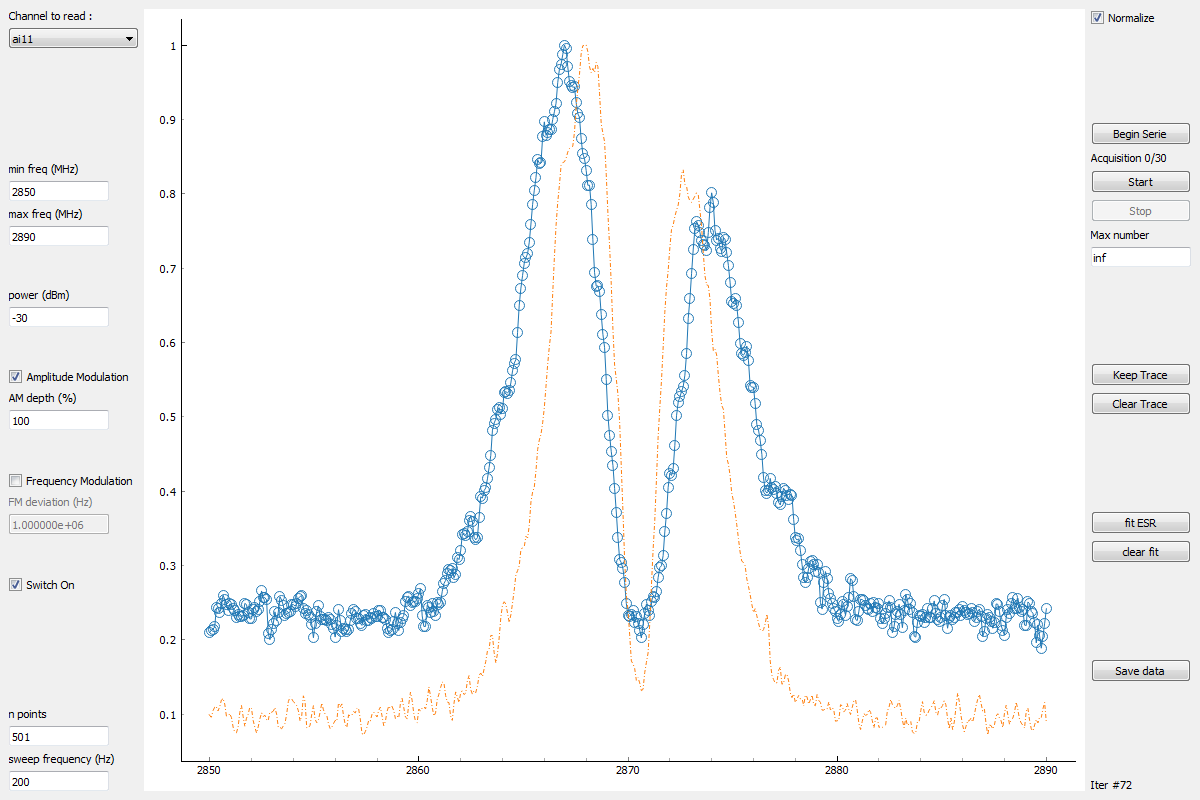 Channel to read :
ai11
min freq (MHz)
2850
max freq (MHz)
2890
power (dBm)
-30
Amplitude Modulation
AM depth (%)
100
Frequency Modulation
FM deviation (Hz)
1.000000e+06
Switch On
n points
501
sweep frequency (Hz)
200
1
0.9
0.8
0.7
0.6
0.5
0.4
0.3
0.2
0.1
2850 2860 2870 2880 2890
Normalize
Begin Serie
Acquisition 0/30
Start
Stop
Max number
inf
Keep Trace
Clear Trace
fit ESR
clear fit
Save data
Iter #72